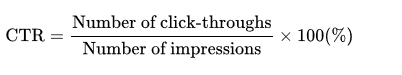 CTR = Number of click-throughs / Number of impressions × 100(%)